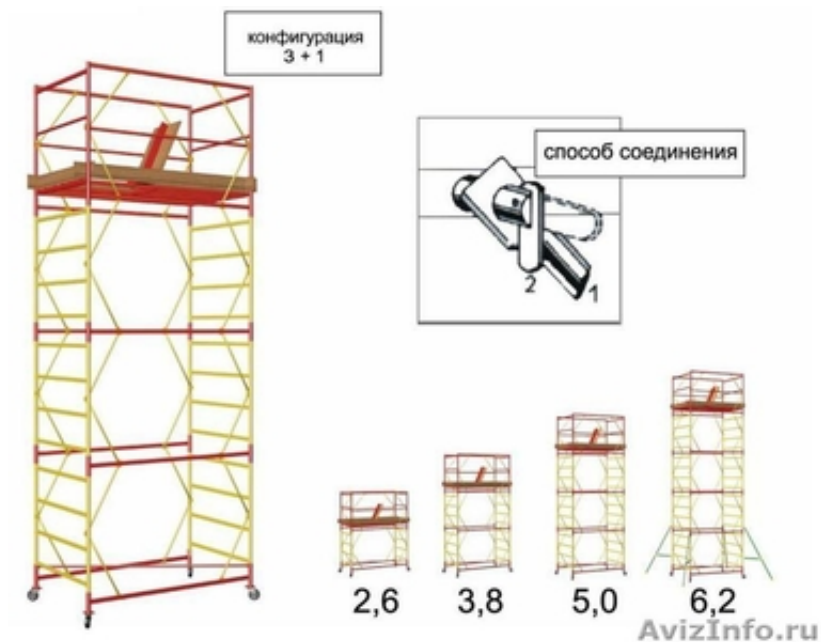 конфигурация
3 + 1
способ соединения
2
1
2,6
3,8
5,0
6,2
AvizInfo.ru